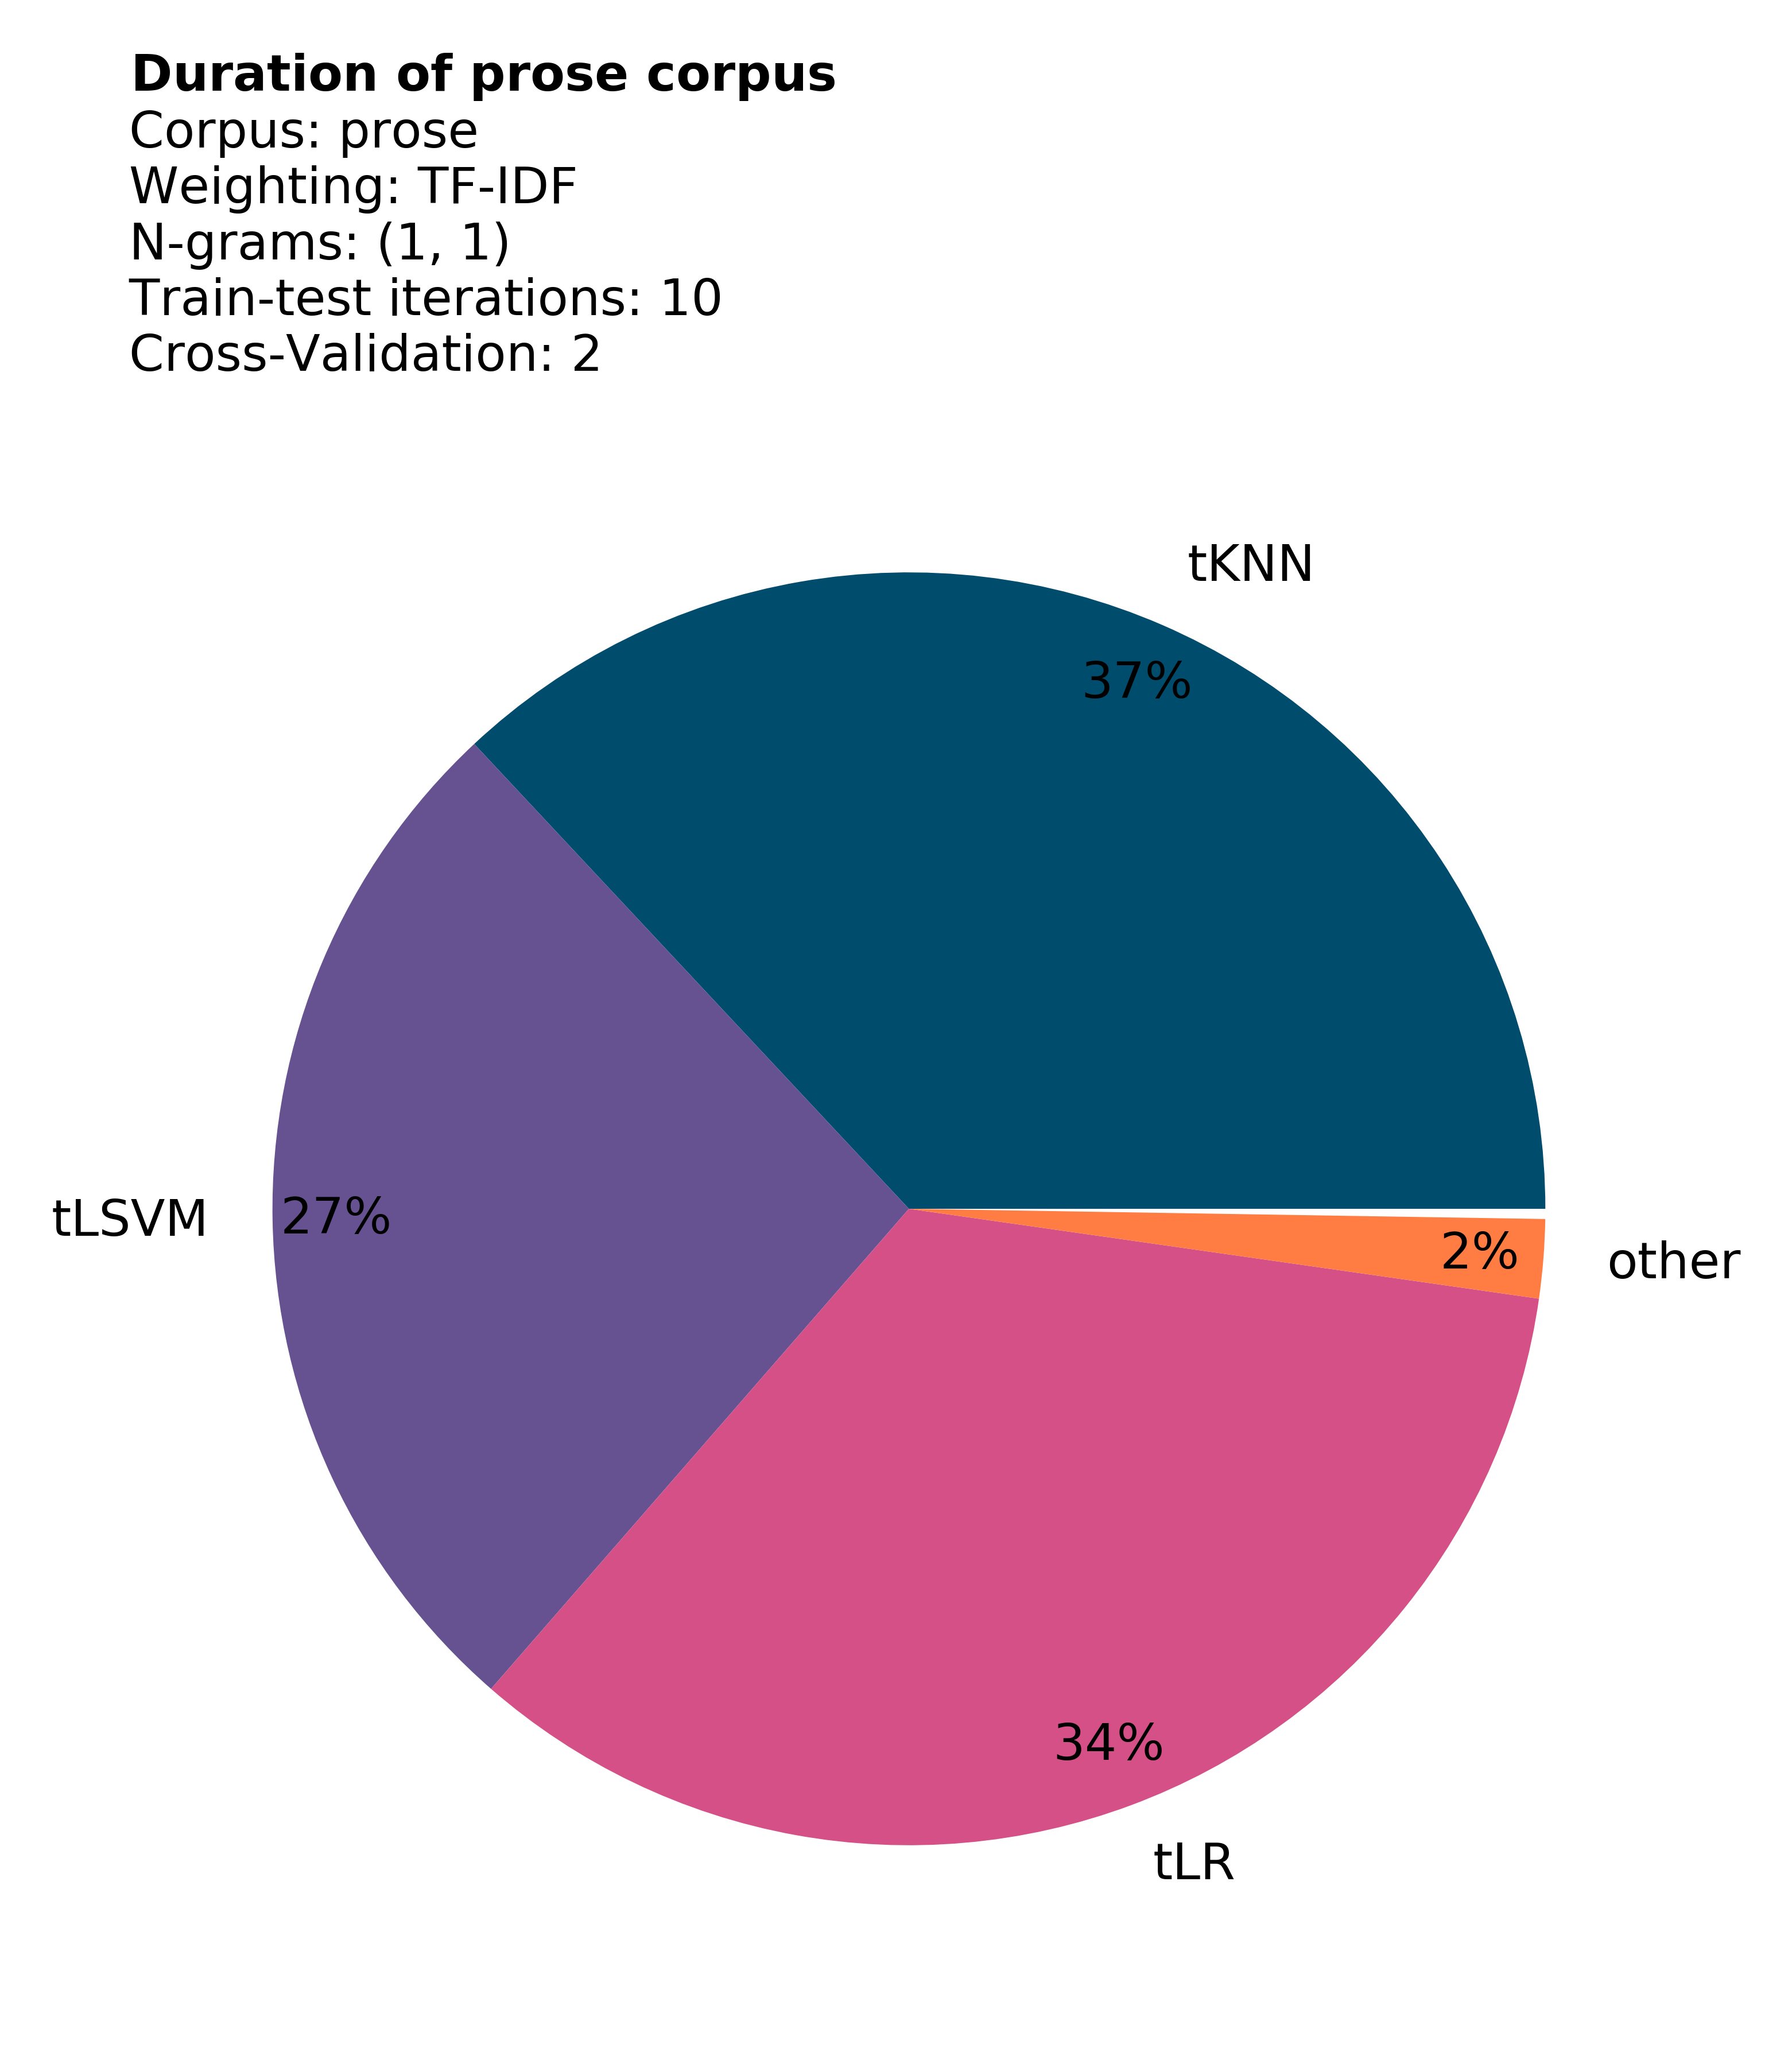 Duration of prose corpus
Corpus: prose
Weighting: TF-IDF
N-grams: (1, 1)
Train-test iterations: 10
Cross-Validation: 2
tKNN
37%
tLSVM
27%
2%
other
34%
tLR